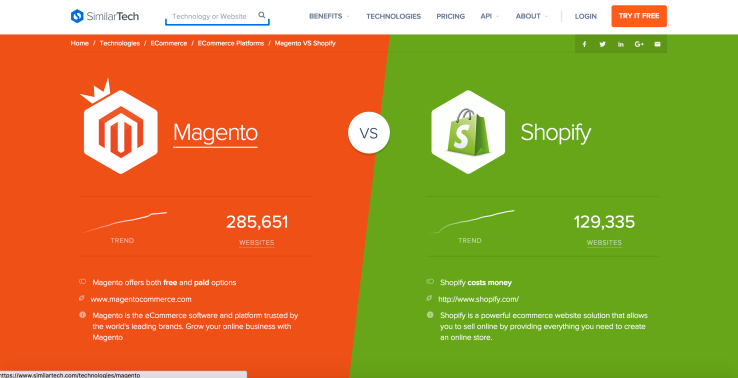 SimilarTech
Technology or Website
BENEFITS
TECHNOLOGIES
PRICING
API
ABOUT
LOGIN
TRY IT FREE
Home / Technologies / ECommerce / ECommerce Platforms / Magento VS Shopify
f
in
G+
Magento
VS
S
Shopify
TREND
285,651
WEBSITES
TREND
129,335
WEBSITES
Magento offers both free and paid options
www.magentocommerce.com
Magento is the eCommerce software and platform trusted by
the world's leading brands. Grow your online business with
Magento
Shopify costs money
http://www.shopify.com/
Shopify is a powerful ecommerce website solution that allows
you to sell online by providing everything you need to create
an online store.
https://www.similartech.com/technologies/magento